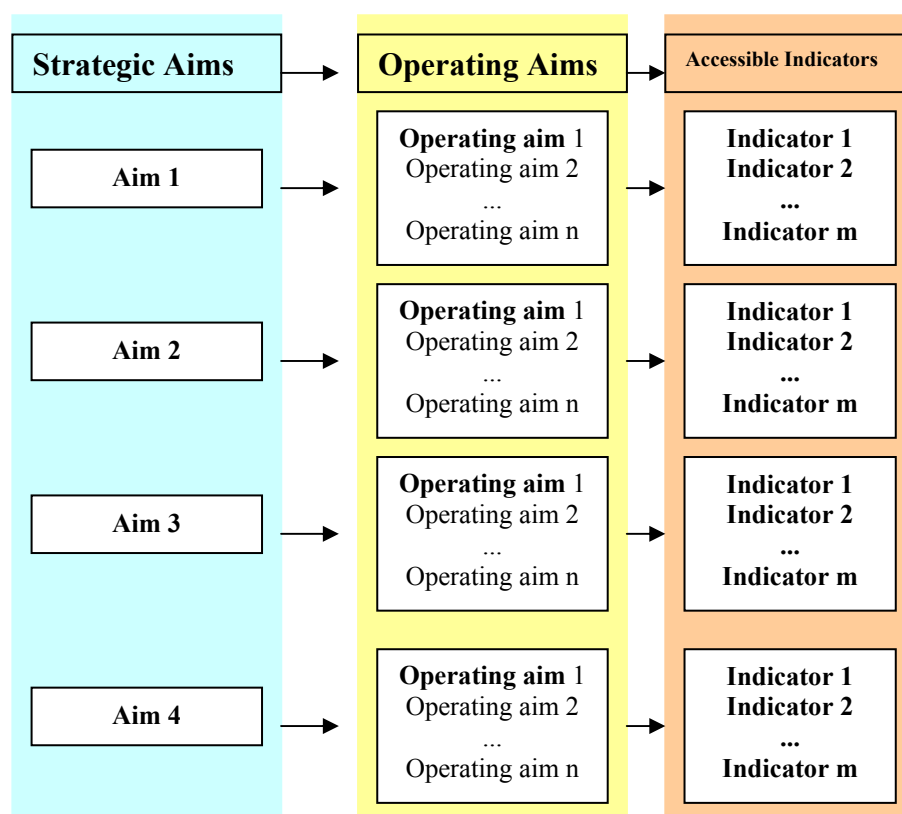 Strategic Aims
Operating Aims
Accessible Indicators
Aim 1
Operating aim 1
Operating aim 2
...
Operating aim n
Indicator 1
Indicator 2
...
Indicator m
Aim 2
Operating aim 1
Operating aim 2
...
Operating aim n
Indicator 1
Indicator 2
...
Indicator m
Aim 3
Operating aim 1
Operating aim 2
...
Operating aim n
Indicator 1
Indicator 2
...
Indicator m
Aim 4
Operating aim 1
Operating aim 2
...
Operating aim n
Indicator 1
Indicator 2
...
Indicator m